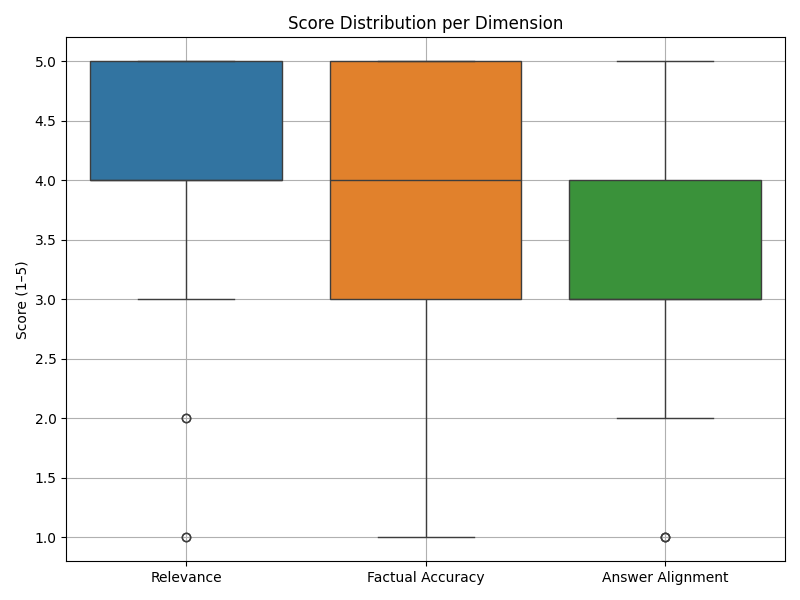 Score Distribution per Dimension
Score (1–5)
5.0
4.5
4.0
3.5
3.0
2.5
2.0
1.5
1.0
Relevance
Factual Accuracy
Answer Alignment